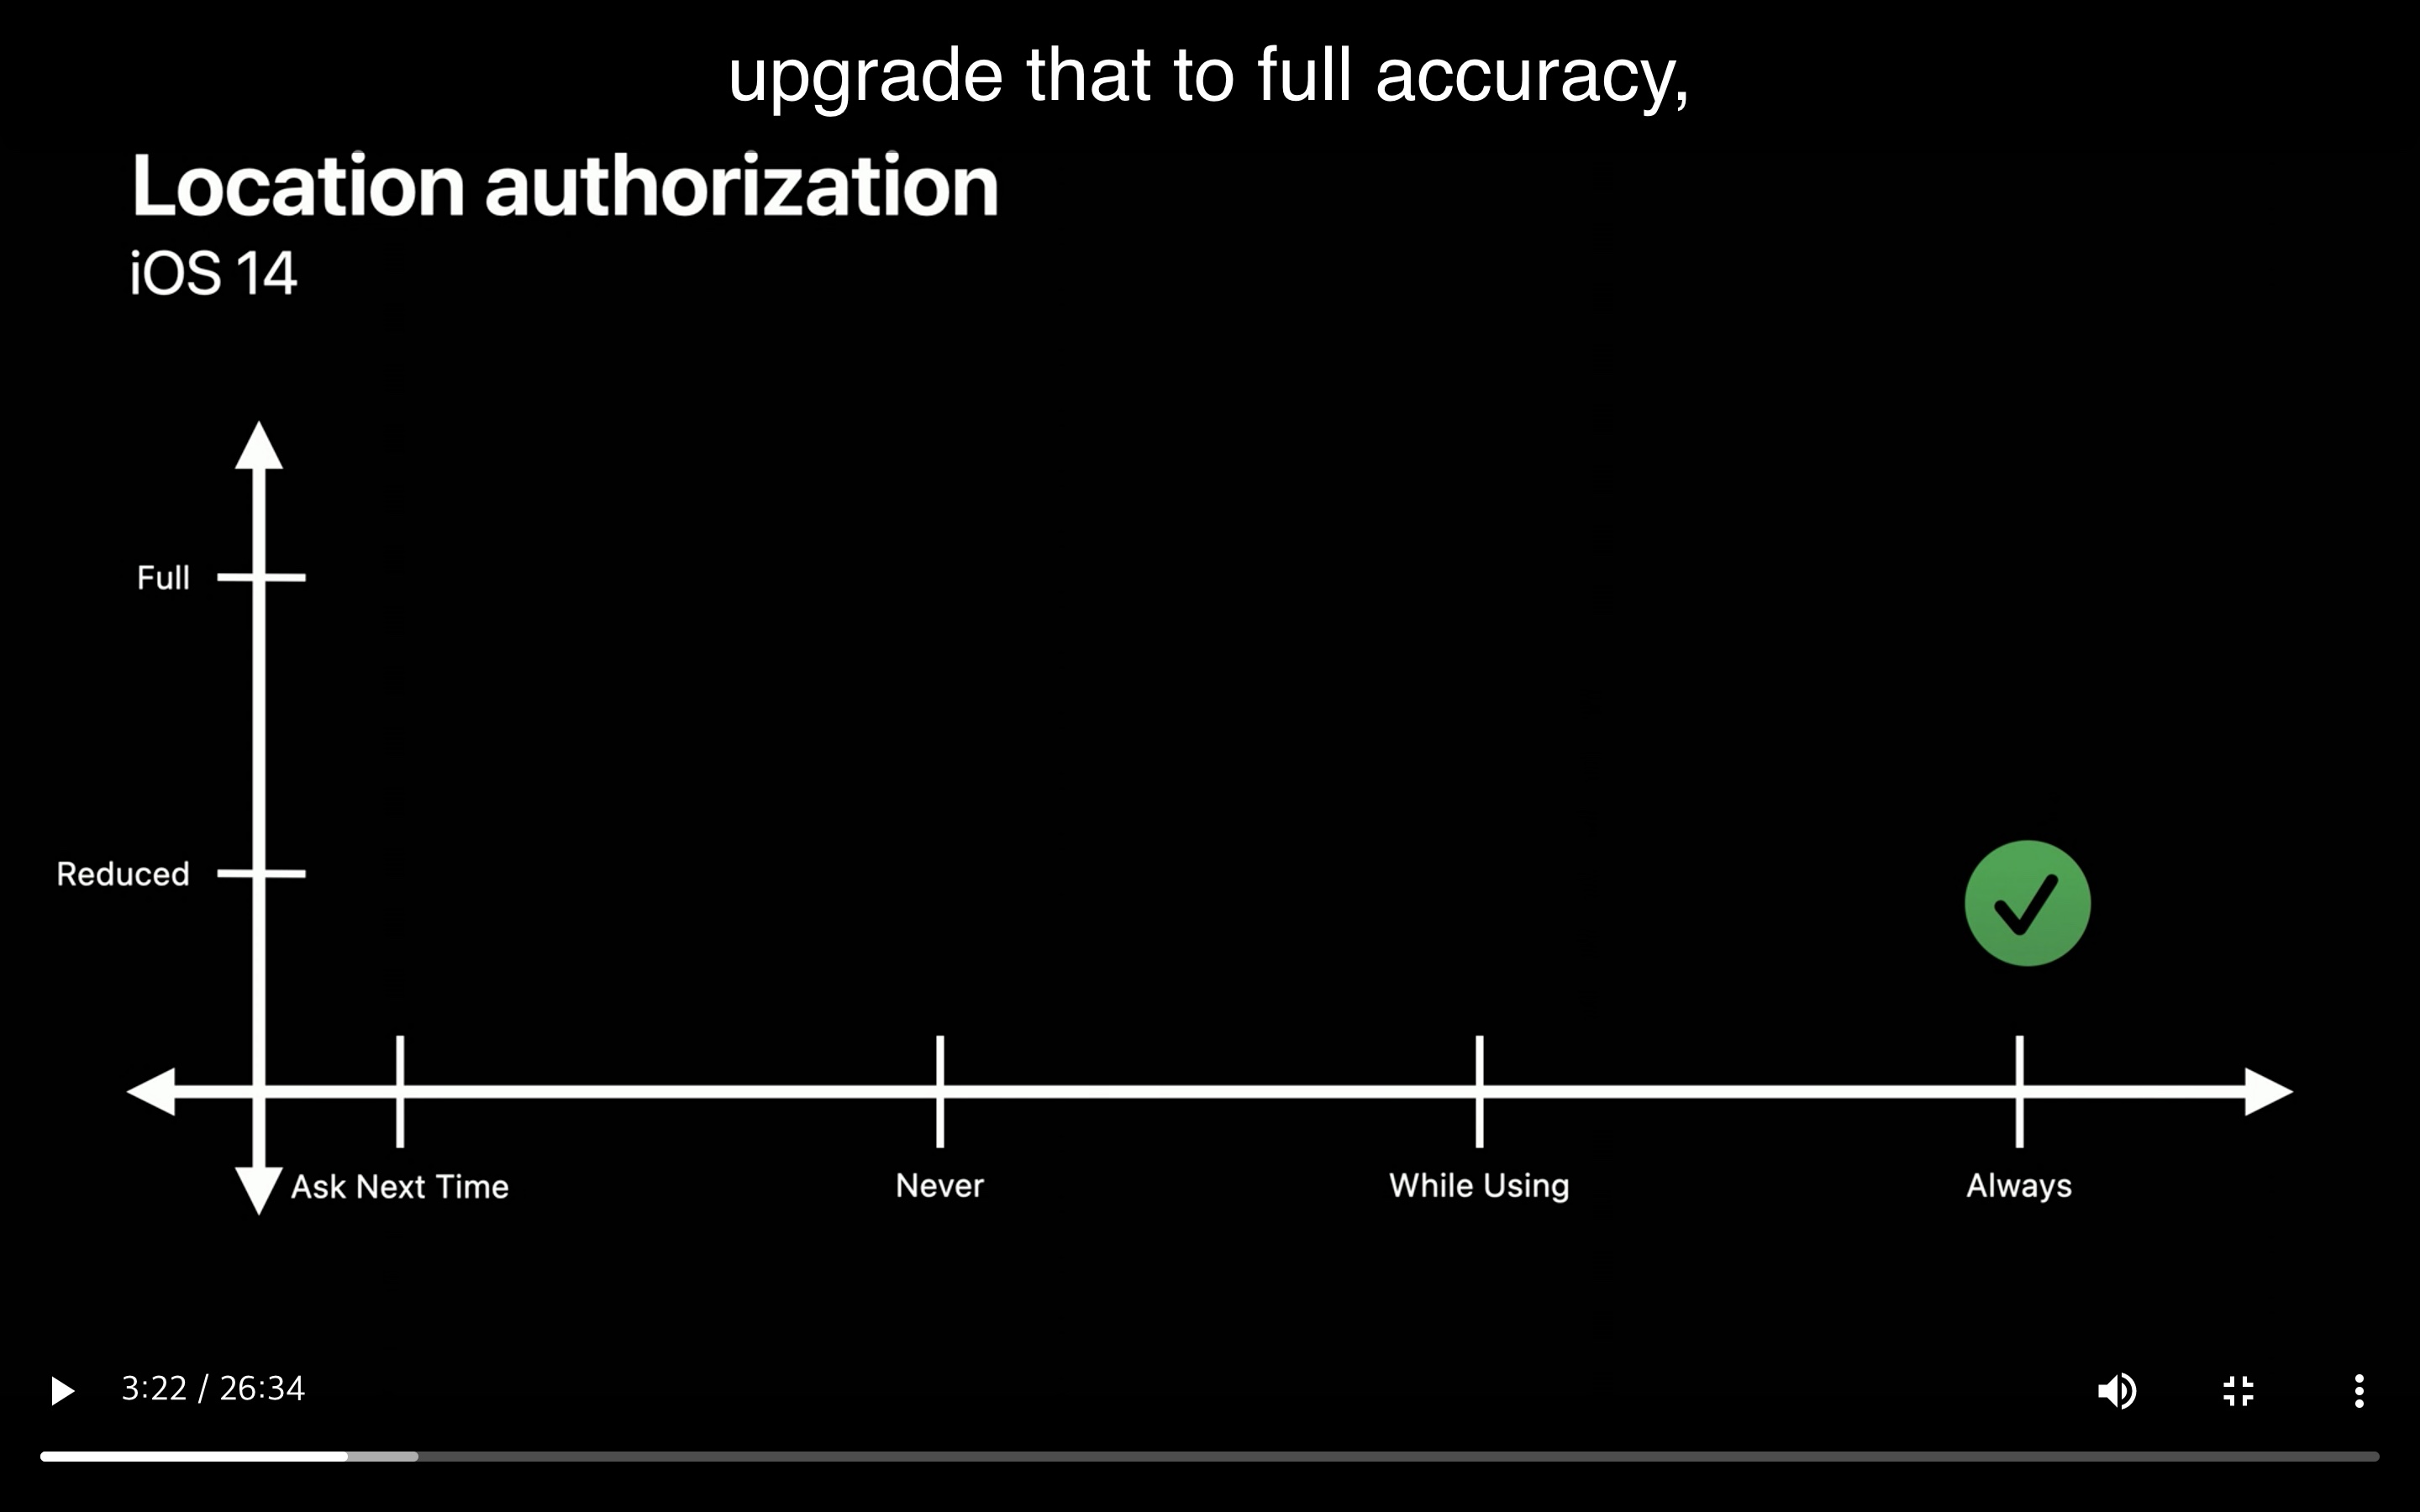 upgrade that to full accuracy,
Location authorization
iOS 14
Full
Reduced
Ask Next Time
Never
While Using
Always
3:22 / 26:34